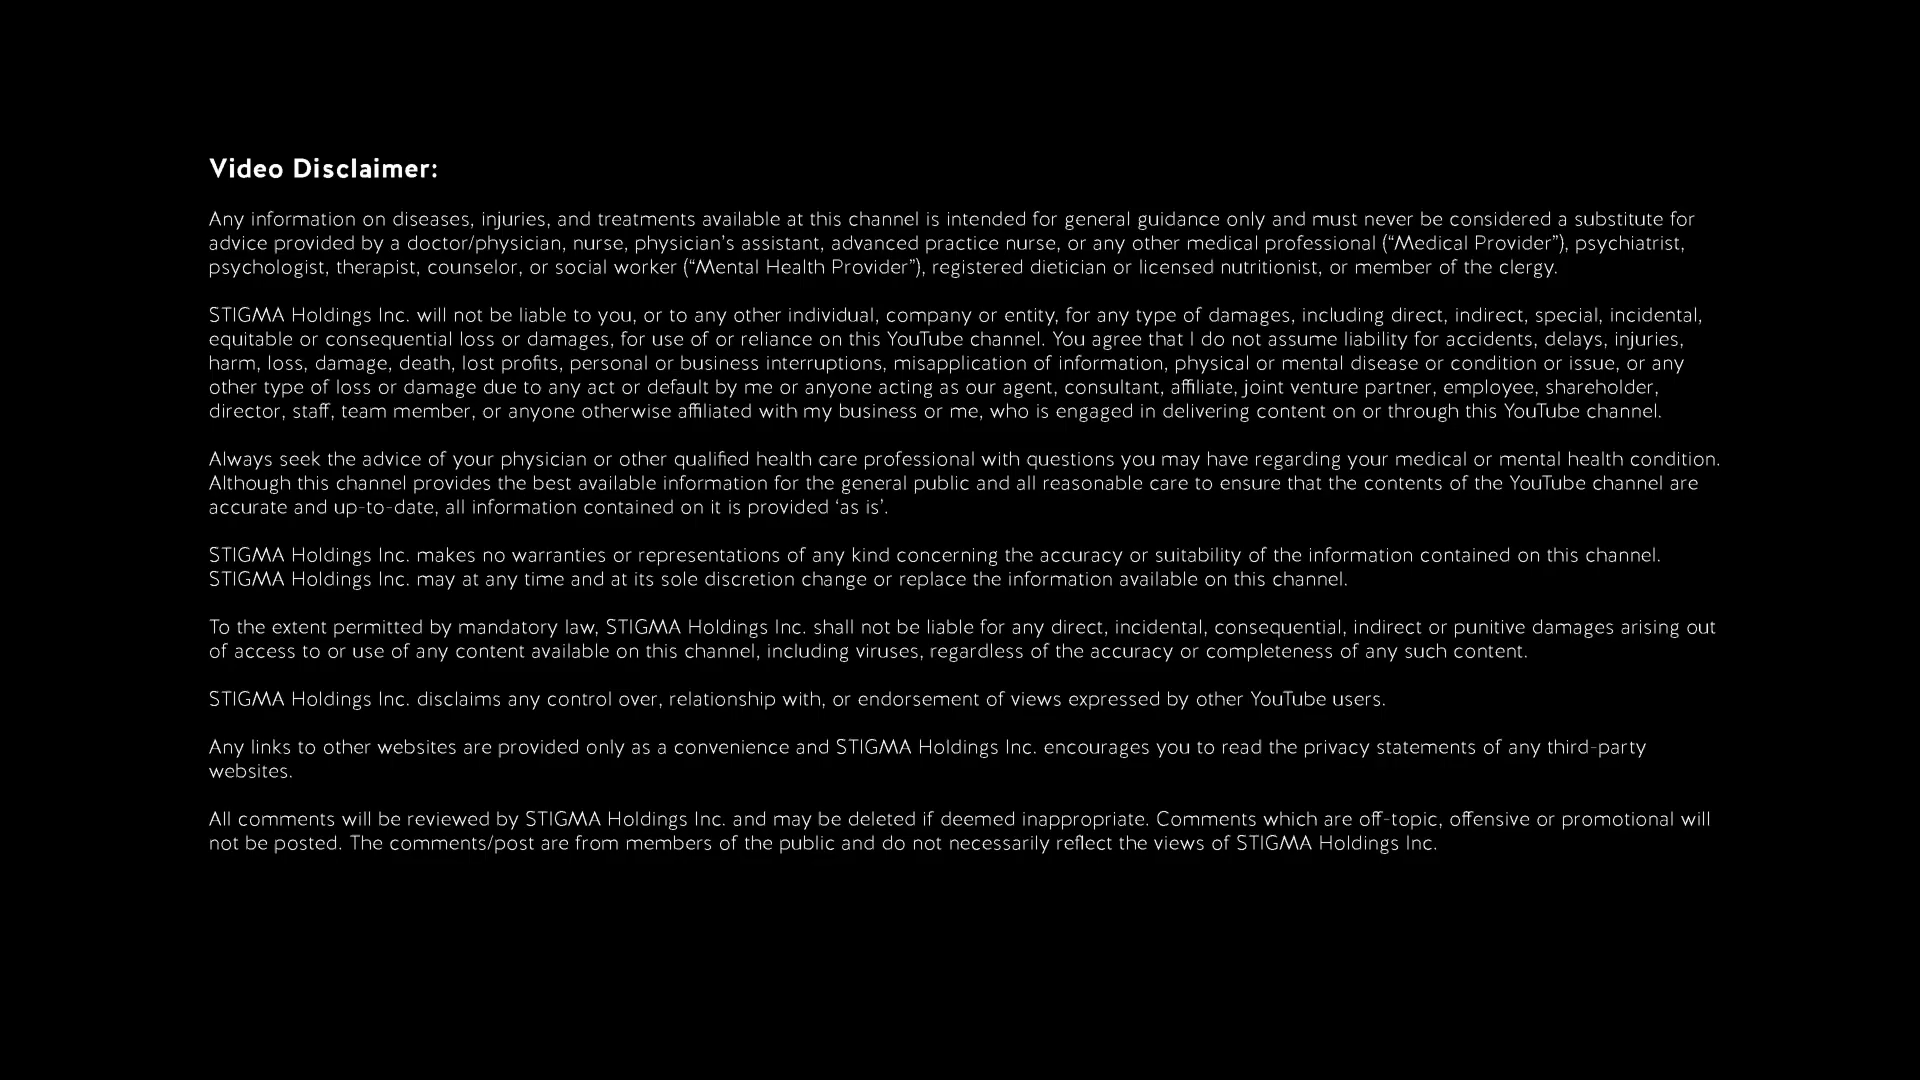 Video Disclaimer:
Any information on diseases, injuries, and treatments available at this channel is intended for general guidance only and must never be considered a substitute for
advice provided by a doctor/physician, nurse, physician’s assistant, advanced practice nurse, or any other medical professional (“Medical Provider”), psychiatrist,
psychologist, therapist, counselor, or social worker (“Mental Health Provider”), registered dietician or licensed nutritionist, or member of the clergy.
STIGMA Holdings Inc. will not be liable to you, or to any other individual, company or entity, for any type of damages, including direct, indirect, special, incidental,
equitable or consequential loss or damages, for use of or reliance on this YouTube channel. You agree that I do not assume liability for accidents, delays, injuries,
harm, loss, damage, death, lost profits, personal or business interruptions, misapplication of information, physical or mental disease or condition or issue, or any
other type of loss or damage due to any act or default by me or anyone acting as our agent, consultant, affiliate, joint venture partner, employee, shareholder,
director, staff, team member, or anyone otherwise affiliated with my business or me, who is engaged in delivering content on or through this YouTube channel.
Always seek the advice of your physician or other qualified health care professional with questions you may have regarding your medical or mental health condition.
Although this channel provides the best available information for the general public and all reasonable care to ensure that the contents of the YouTube channel are
accurate and up-to-date, all information contained on it is provided ‘as is’.
STIGMA Holdings Inc. makes no warranties or representations of any kind concerning the accuracy or suitability of the information contained on this channel.
STIGMA Holdings Inc. may at any time and at its sole discretion change or replace the information available on this channel.
To the extent permitted by mandatory law, STIGMA Holdings Inc. shall not be liable for any direct, incidental, consequential, indirect or punitive damages arising out
of access to or use of any content available on this channel, including viruses, regardless of the accuracy or completeness of any such content.
STIGMA Holdings Inc. disclaims any control over, relationship with, or endorsement of views expressed by other YouTube users.
Any links to other websites are provided only as a convenience and STIGMA Holdings Inc. encourages you to read the privacy statements of any third-party
websites.
All comments will be reviewed by STIGMA Holdings Inc. and may be deleted if deemed inappropriate. Comments which are off-topic, offensive or promotional will
not be posted. The comments/post are from members of the public and do not necessarily reflect the views of STIGMA Holdings Inc.